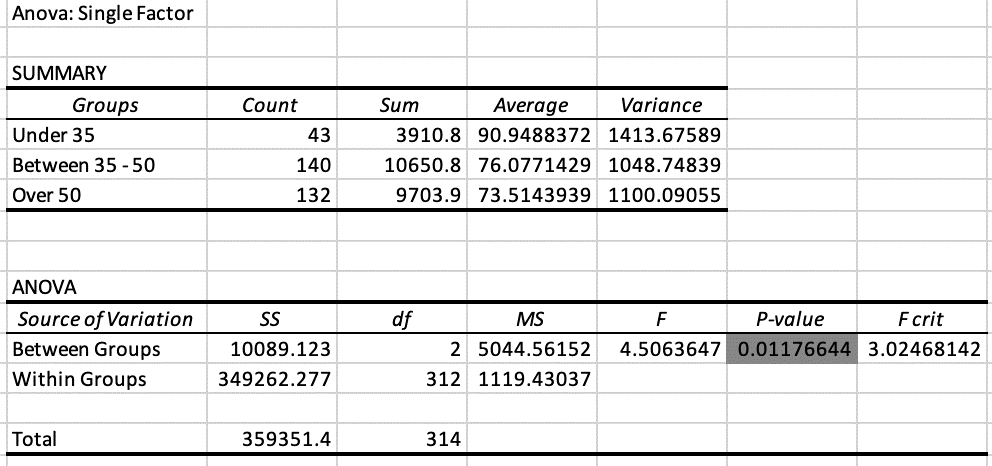 Anova: Single Factor
SUMMARY
Groups Count Sum Average Variance
Under 35 43 3910.8 90.9488372 1413.67589
Between 35 - 50 140 10650.8 76.0771429 1048.74839
Over 50 132 9703.9 73.5143939 1100.09055
ANOVA
Source of Variation SS df MS F P-value F crit
Between Groups 10089.123 2 5044.56152 4.5063647 0.01176644 3.02468142
Within Groups 349262.277 312 1119.43037
Total 359351.4 314